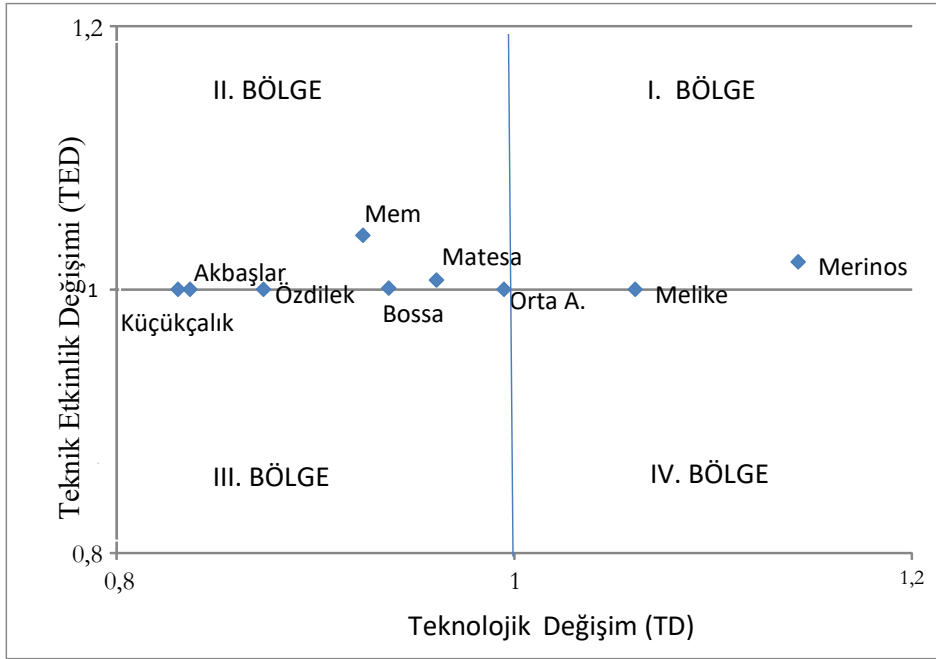 1,2
II. BÖLGE
I. BÖLGE
Teknik Etkinlik Değişimi (TED)
Mem
Matesa
Merinos
Akbaşlar
1
Özdilek
Orta A.
Melike
Bossa
Küçükçalık
III. BÖLGE
IV. BÖLGE
0,8
0,8
1
1,2
Teknolojik Değişim (TD)